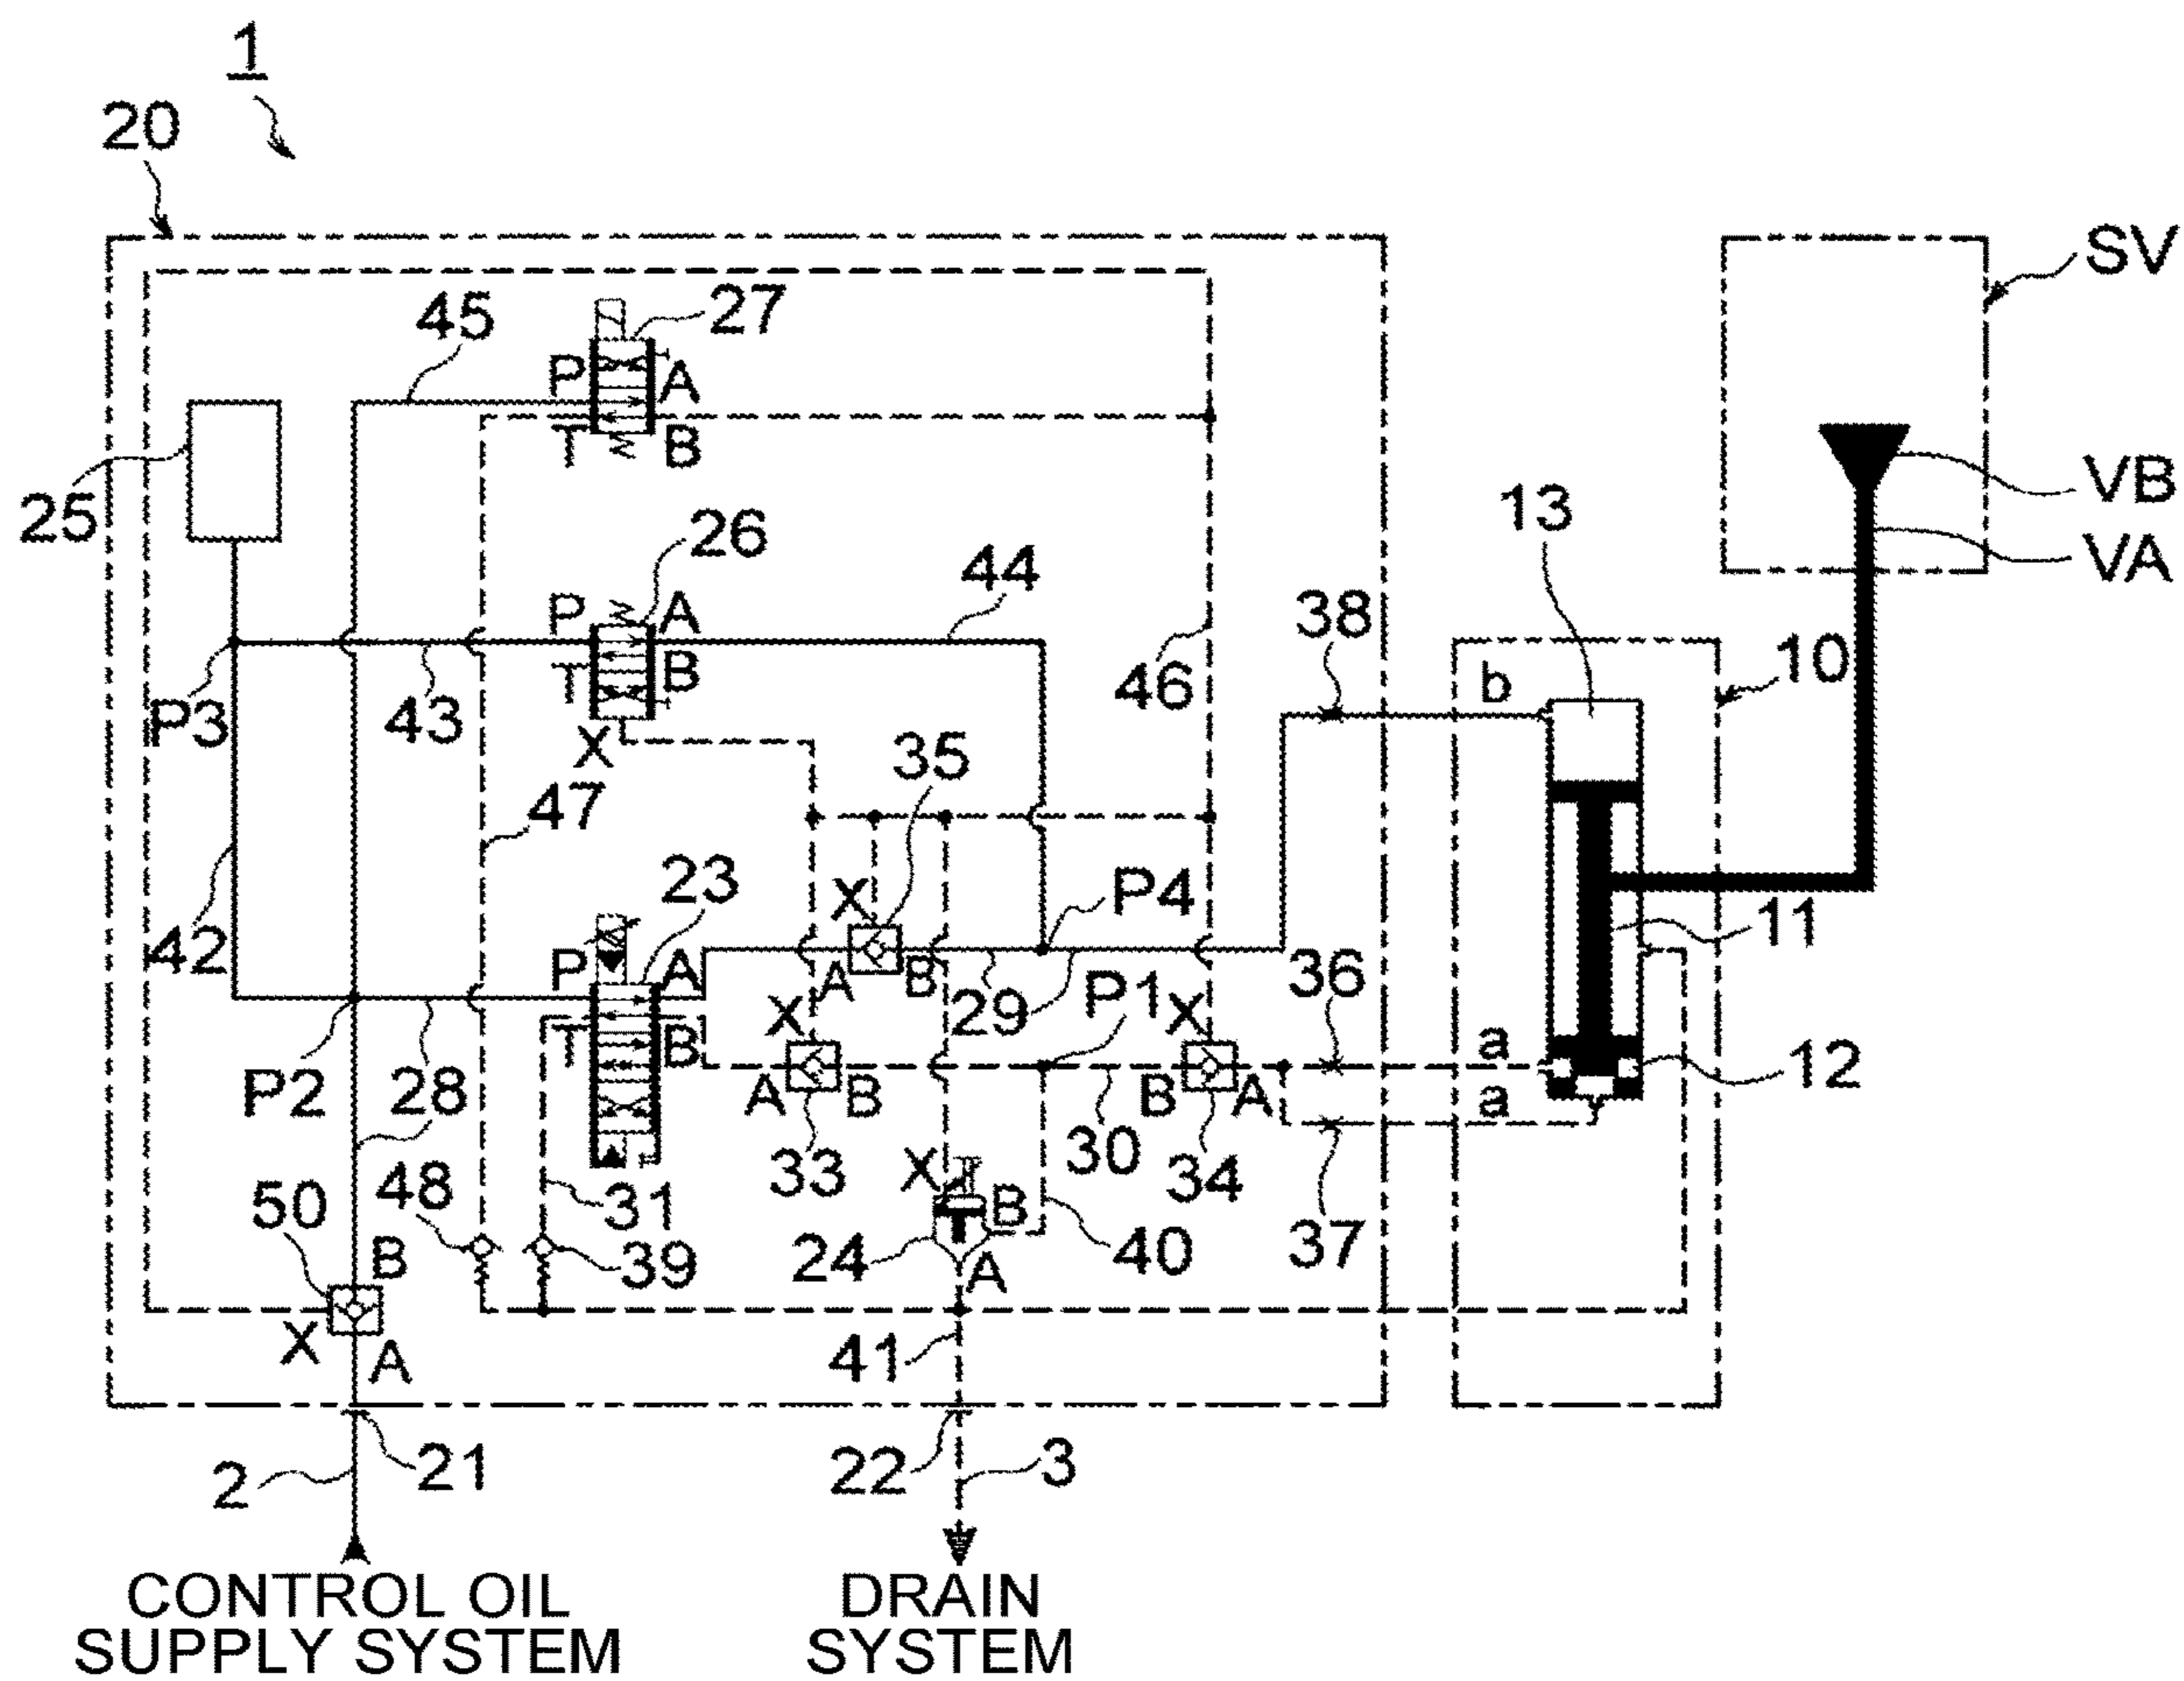 1
20
SV
27
45
P
A
T
B
25
VB
13
26
VA
44
P
A
38
10
T
B
46
b
P3
43
X
35
47
23
P4
X
11
42
P
A
36
A
B
29
P1
X
T
B
a
12
P2
28
A
B
B
A
a
30
X
48
33
34
50
31
B
40
37
B
39
24
A
X
A
41
21
22
3
2
CONTROL OIL
SUPPLY SYSTEM
DRAIN
SYSTEM
X